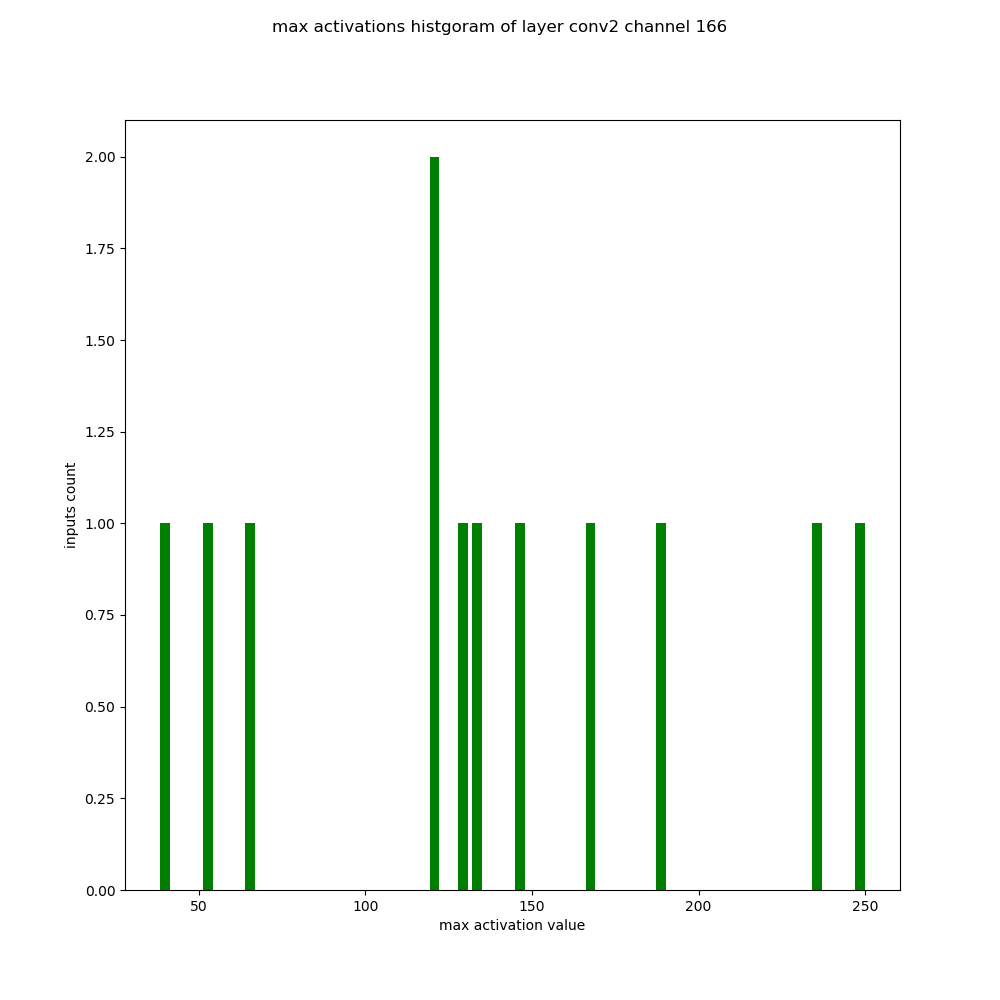 max activations histgoram of layer conv2 channel 166
2.00
1.75
1.50
1.25
1.00
0.75
0.50
0.25
0.00
inputs count
50 100 150 200 250
max activation value